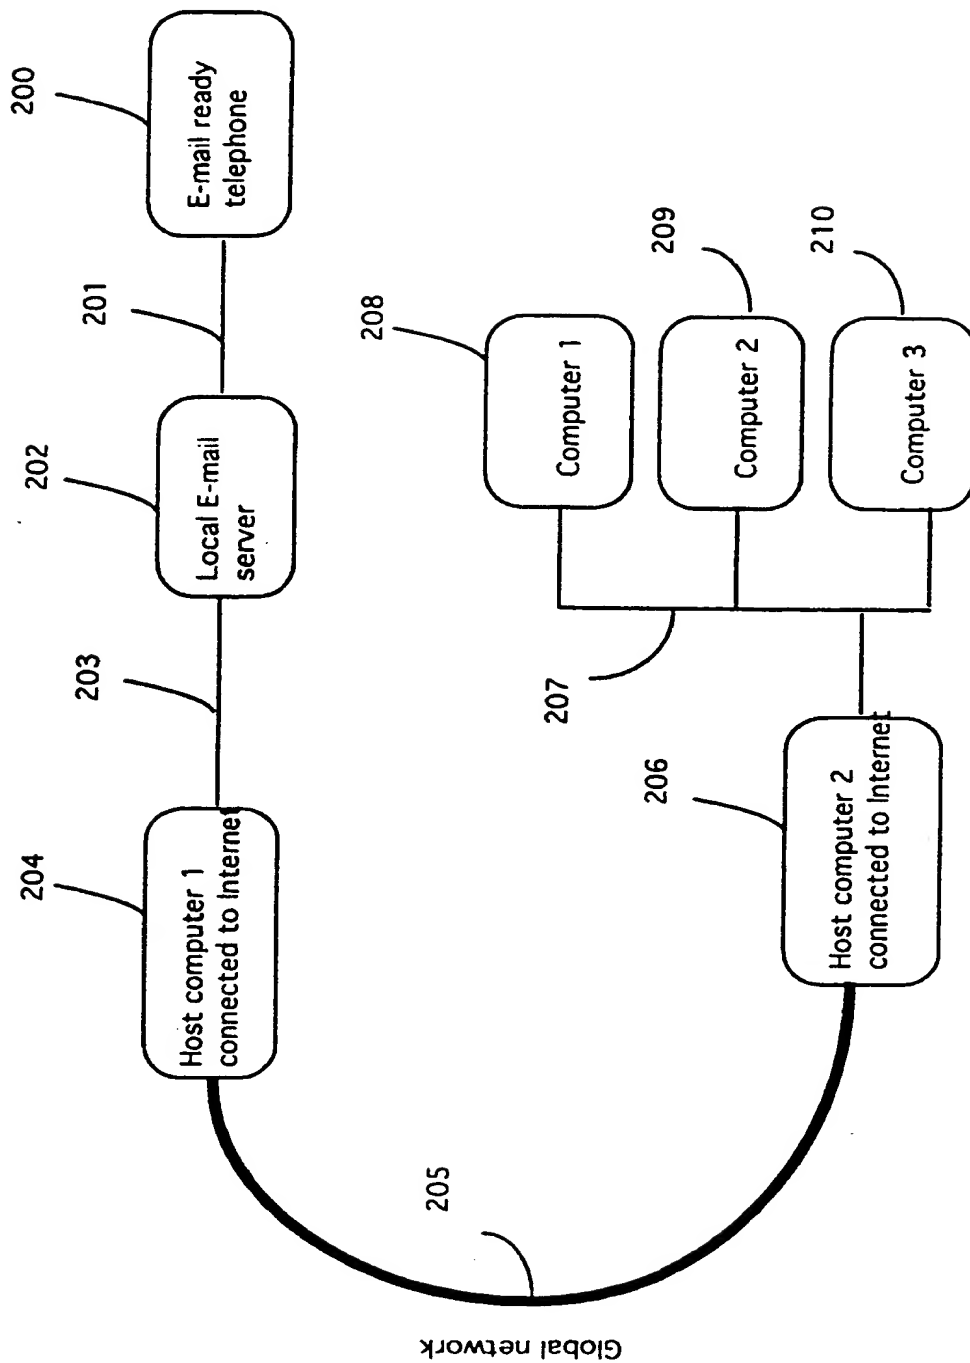 200
E-mail ready
telephone
201
202
Local E-mail
server
203
204
Host computer 1
connected to Internet
205
Global network
206
Host computer 2
connected to Internet
207
208
Computer 1
209
Computer 2
210
Computer 3